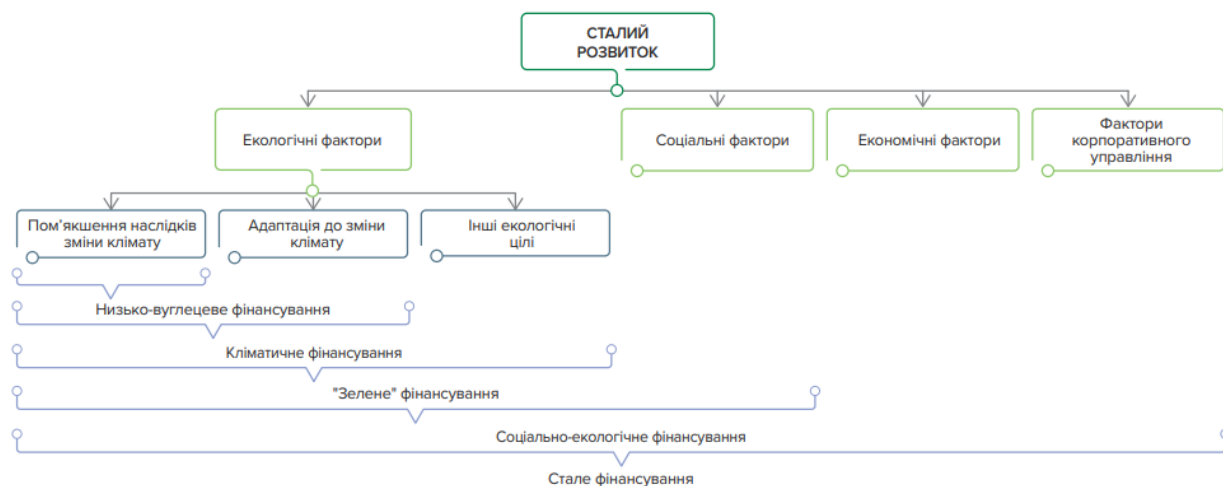 СТАЛИЙ
РОЗВИТОК
Екологічні фактори
Соціальні фактори
Економічні фактори
Фактори
корпоративного
управління
Пом'якшення наслідків
зміни клімату
Адаптація до зміни
клімату
Інші екологічні
цілі
Низько-вуглецеве фінансування
Кліматичне фінансування
"Зелене" фінансування
Соціально-екологічне фінансування
Стале фінансування